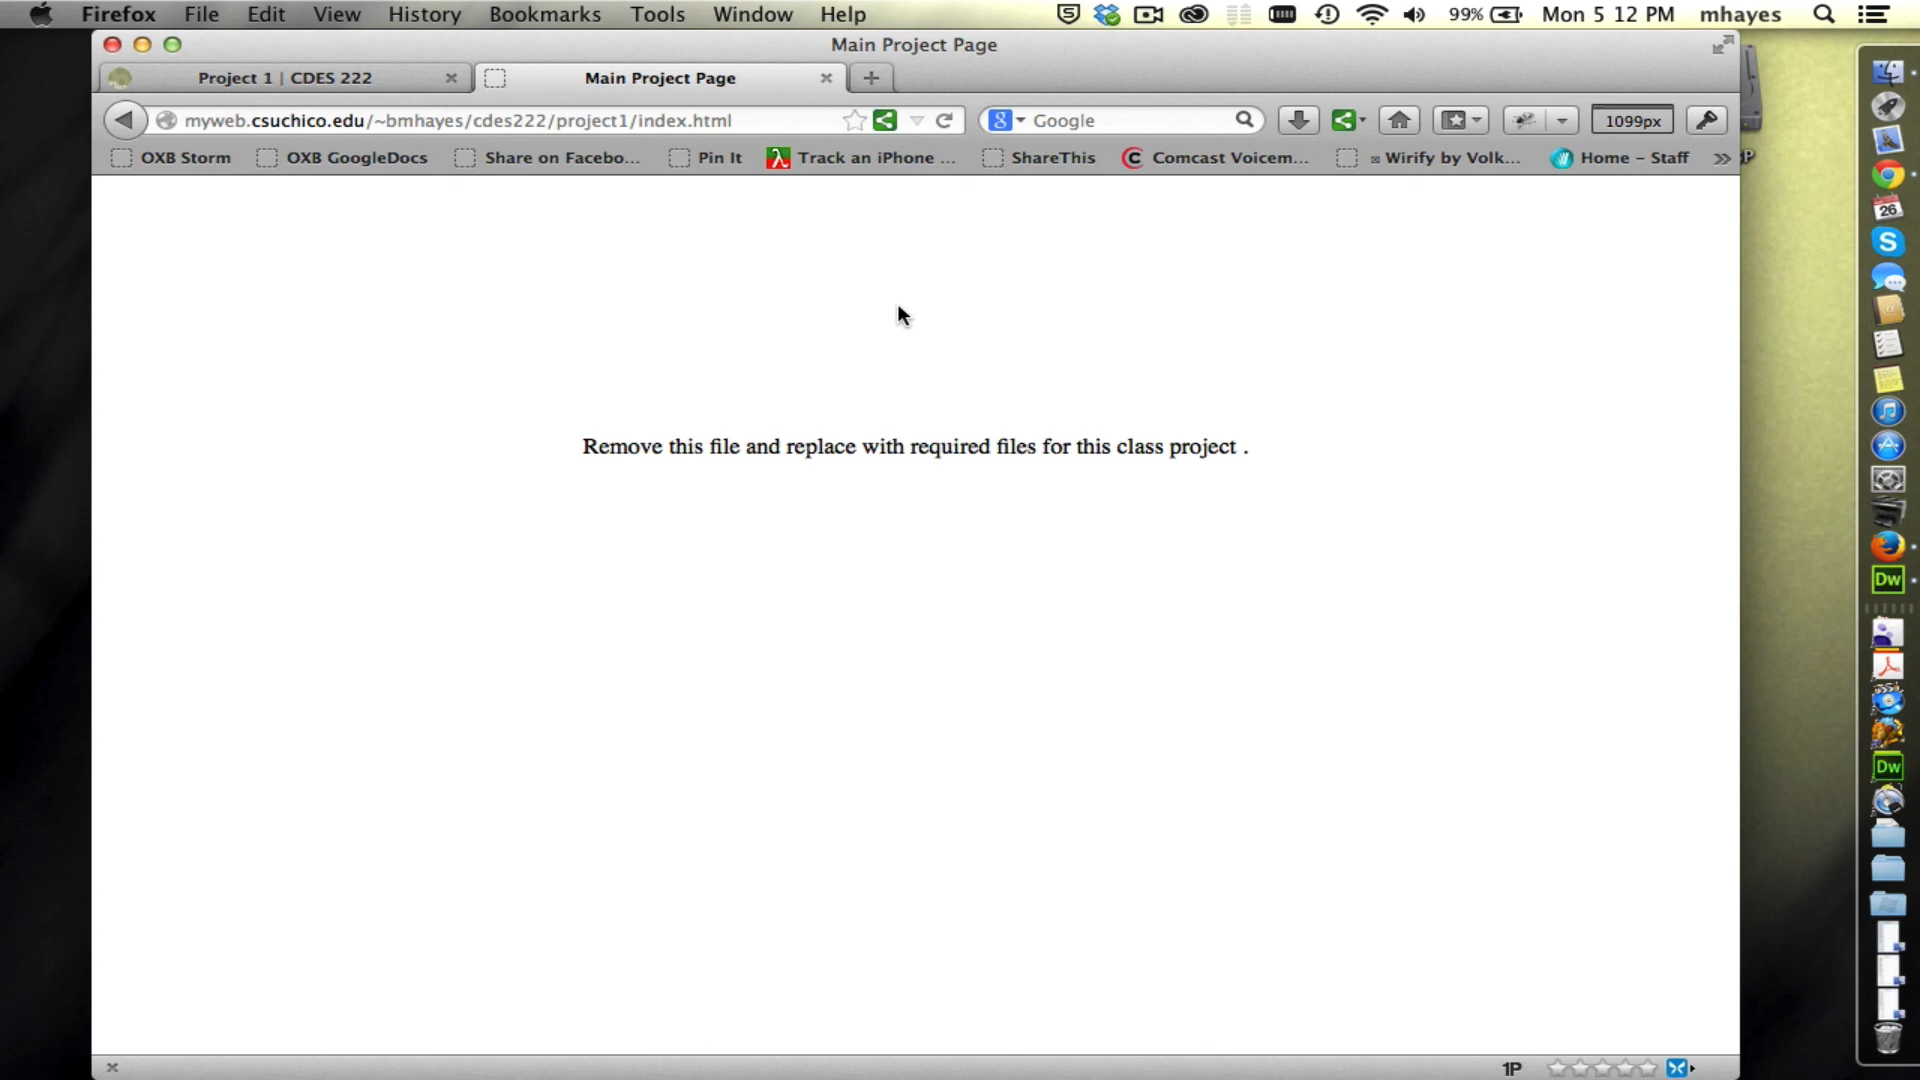 Firefox File Edit View History Bookmarks Tools Window Help 99% Mon 5 12 PM mhayes
Main Project Page
Project 1 | CDES 222 Main Project Page
myweb.csuchico.edu/~bmhayes/cdes222/project1/index.html Google 1099px
OXB Storm OXB GoogleDocs Share on Facebo... Pin It Track an iPhone ... ShareThis Comcast Voicem... Wirify by Volk... Home – Staff
Remove this file and replace with required files for this class project .
26
Dw
Dw
1P